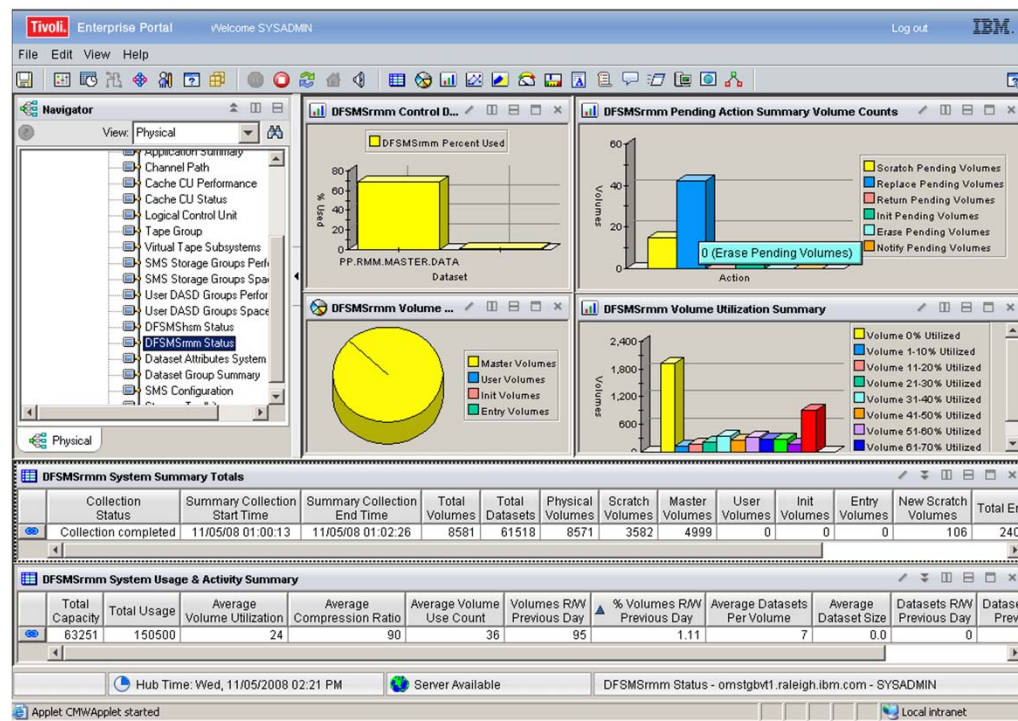 Tivoli. Enterprise Portal Welcome SYSADMIN Log out IBM.
File Edit View Help
Navigator
View: Physical
Application Summary
Channel Path
Cache CU Performance
Cache CU Status
Logical Control Unit
Tape Group
Virtual Tape Subsystems
SMS Storage Groups Perfo
SMS Storage Groups Spa
User DASD Groups Perfor
User DASD Groups Space
DFSMShsm Status
DFSMSrmm Status
Dataset Attributes System
Dataset Group Summary
SMS Configuration
Physical
DFSMSrmm Control D...
DFSMSrmm Percent Used
% Used
80
60
40
20
0
PP.RMM.MASTER.DATA
Dataset
DFSMSrmm Pending Action Summary Volume Counts
Volumes
60
40
20
0
0 (Erase Pending Volumes)
Action
Scratch Pending Volumes
Replace Pending Volumes
Return Pending Volumes
Init Pending Volumes
Erase Pending Volumes
Notify Pending Volumes
DFSMSrmm Volume ...
Master Volumes
User Volumes
Init Volumes
Entry Volumes
DFSMSrmm Volume Utilization Summary
Volumes
2,400
1,800
1,200
600
0
Volume 0% Utilized
Volume 1-10% Utilized
Volume 11-20% Utilized
Volume 21-30% Utilized
Volume 31-40% Utilized
Volume 41-50% Utilized
Volume 51-60% Utilized
Volume 61-70% Utilized
DFSMSrmm System Summary Totals
Collection Status Summary Collection Start Time Summary Collection End Time Total Volumes Total Datasets Physical Volumes Scratch Volumes Master Volumes User Volumes Init Volumes Entry Volumes New Scratch Volumes Total En
Collection completed 11/05/08 01:00:13 11/05/08 01:02:26 8581 61518 8571 3582 4999 0 0 0 106 240
DFSMSrmm System Usage & Activity Summary
Total Capacity Total Usage Average Volume Utilization Average Compression Ratio Average Volume Use Count Volumes R/W Previous Day % Volumes R/W Previous Day Average Datasets Per Volume Average Dataset Size Datasets R/W Previous Day Datase Prev
63251 150500 24 90 36 95 1.11 7 0.0 0
Hub Time: Wed, 11/05/2008 02:21 PM Server Available DFSMSrmm Status - omstgbvt1.raleigh.ibm.com - SYSADMIN
Applet CMWApplet started Local intranet